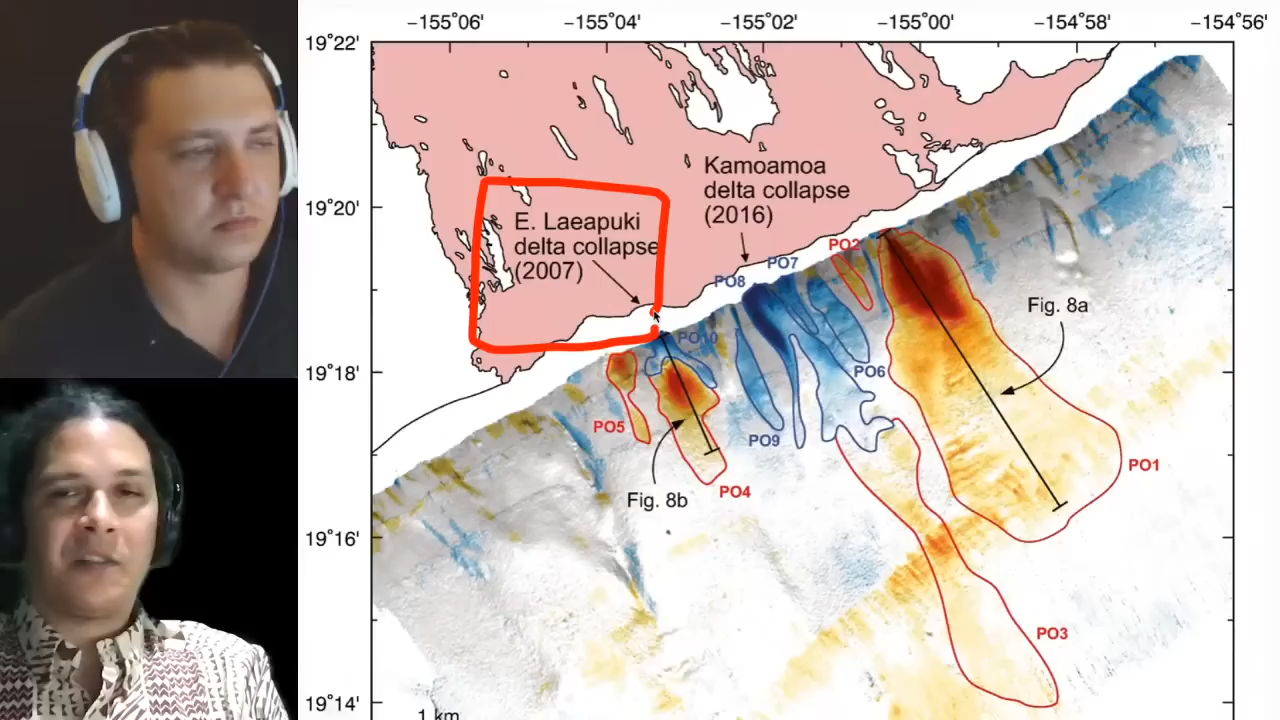 −155°06'
−155°04'
−155°02'
−155°00'
−154°58'
−154°56'
19°22'
19°20'
19°18'
19°16'
19°14'
Kamoamoa
delta collapse
(2016)
E. Laeapuki
delta collapse
(2007)
PO2
PO7
PO8
Fig. 8a
PO10
PO6
PO5
PO9
PO1
PO4
Fig. 8b
PO3
1 km